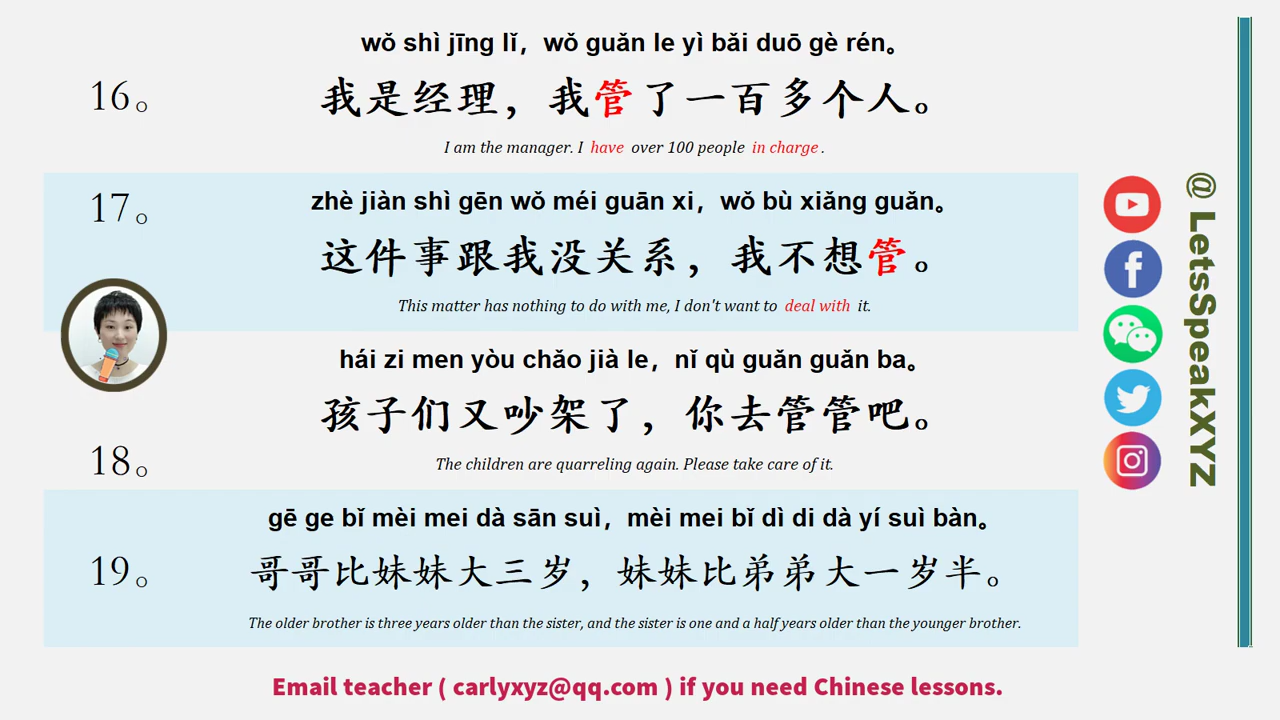 wǒ shì jīng lǐ，wǒ guǎn le yì bǎi duō gè rén。
16。
我是经理，我管了一百多个人。
I am the manager. I have over 100 people in charge .
zhè jiàn shì gēn wǒ méi guān xi，wǒ bù xiǎng guǎn。
17。
这件事跟我没关系，我不想管。
This matter has nothing to do with me, I don't want to deal with it.
hái zi men yòu chǎo jià le，nǐ qù guǎn guǎn ba。
孩子们又吵架了，你去管管吧。
18。
The children are quarreling again. Please take care of it.
gē ge bǐ mèi mei dà sān suì，mèi mei bǐ dì di dà yí suì bàn。
19。
哥哥比妹妹大三岁，妹妹比弟弟大一岁半。
The older brother is three years older than the sister, and the sister is one and a half years older than the younger brother.
@ LetsSpeakXYZ
Email teacher ( carlyxyz@qq.com ) if you need Chinese lessons.